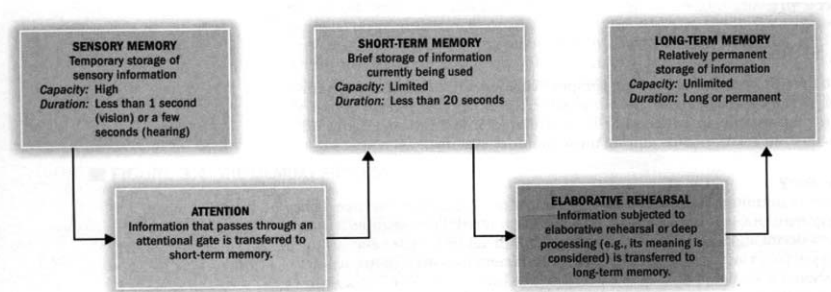 SENSORY MEMORY
Temporary storage of
sensory information
Capacity: High
Duration: Less than 1 second
(vision) or a few
seconds (hearing)
SHORT-TERM MEMORY
Brief storage of information
currently being used
Capacity: Limited
Duration: Less than 20 seconds
LONG-TERM MEMORY
Relatively permanent
storage of information
Capacity: Unlimited
Duration: Long or permanent
ATTENTION
Information that passes through an
attentional gate is transferred to
short-term memory.
ELABORATIVE REHEARSAL
Information subjected to
elaborative rehearsal or deep
processing (e.g., its meaning is
considered) is transferred to
long-term memory.